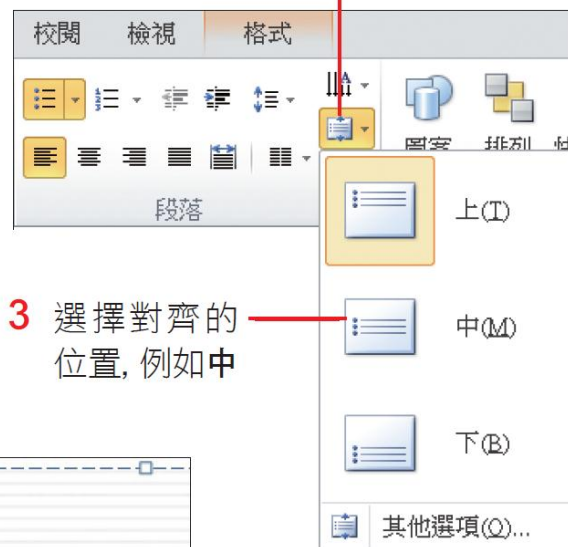 校閱 檢視 格式
圖案 排列
段落
上(T)
中(M)
下(B)
其他選項(O)...
3 選擇對齊的
位置, 例如中